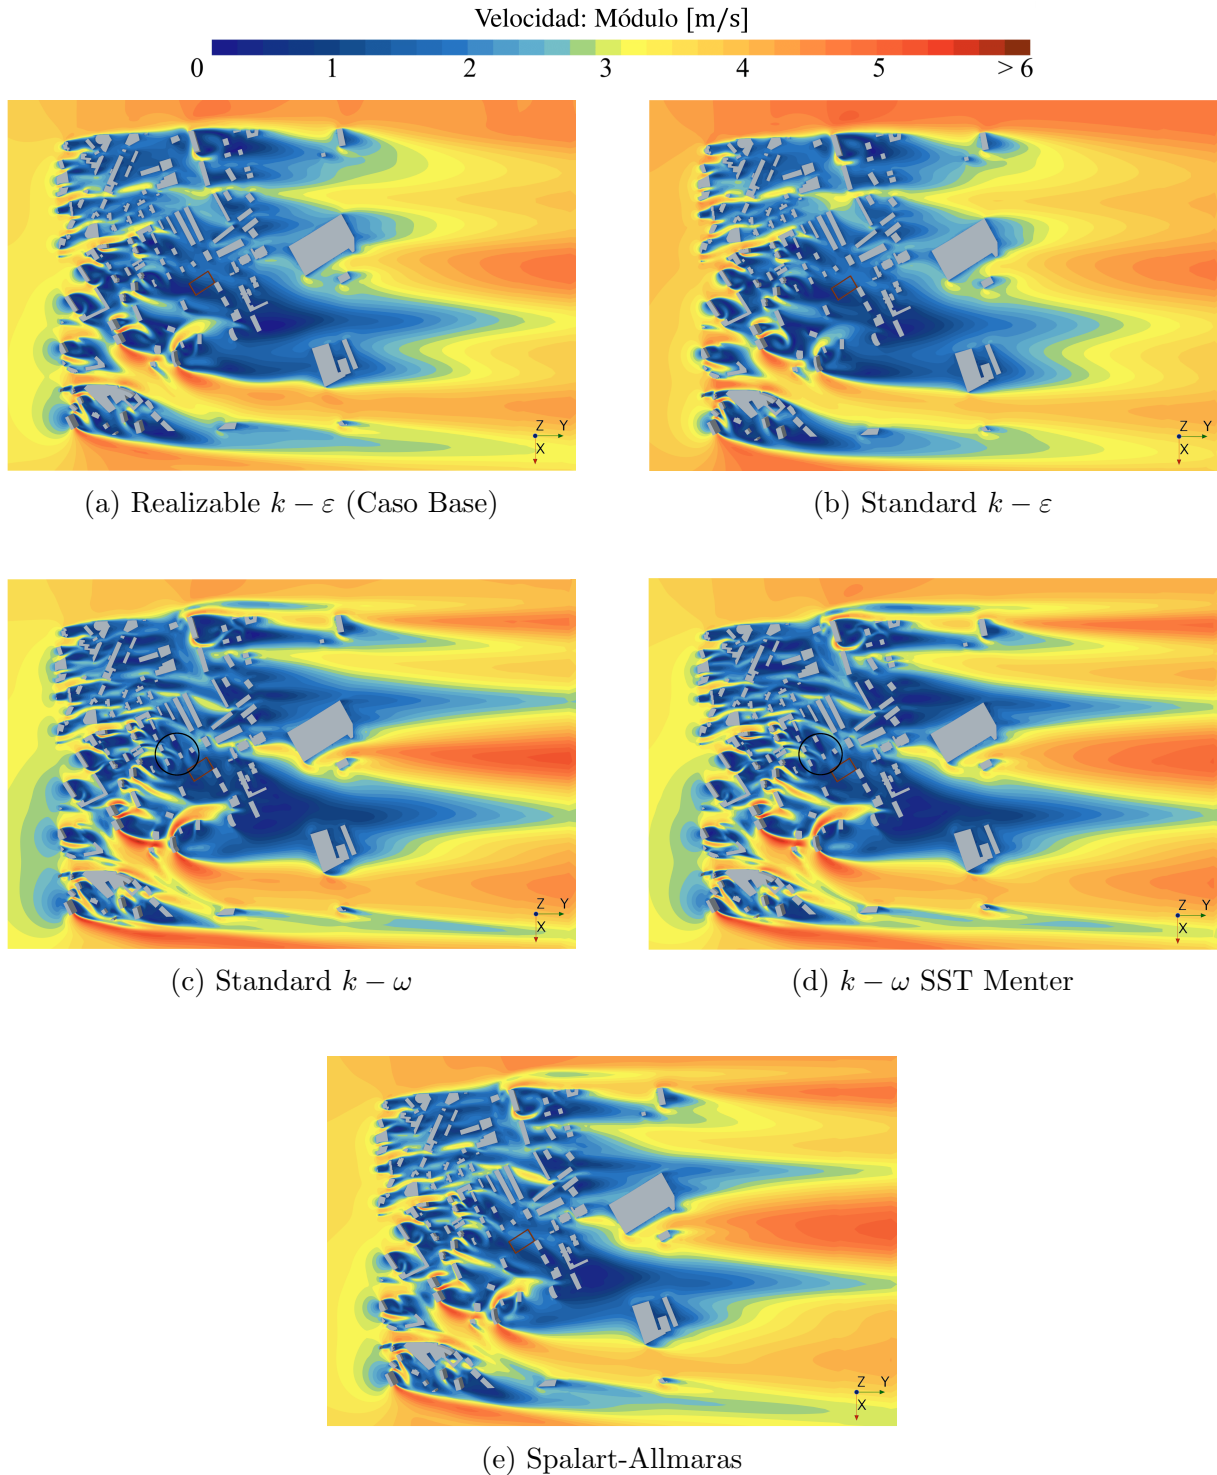 Velocidad: Módulo [m/s]
0 1 2 3 4 5 > 6
Z Y
X
Z Y
X
(a) Realizable k − ε (Caso Base)
(b) Standard k − ε
Z Y
X
Z Y
X
(c) Standard k − ω
(d) k − ω SST Menter
Z Y
X
(e) Spalart-Allmaras